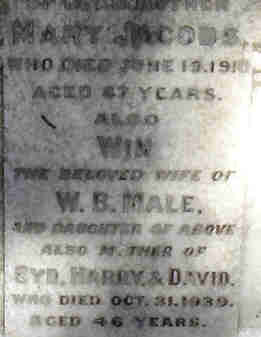 MOTHER
MARY JACOBS,
WHO DIED JUNE 19. 1910
AGED 47 YEARS.
ALSO
WIN
THE BELOVED WIFE OF
W. B. MALE,
AND DAUGHTER OF ABOVE
ALSO MOTHER OF
SYD, HARRY, & DAVID.
WHO DIED OCT. 31. 1939.
AGED 46 YEARS.